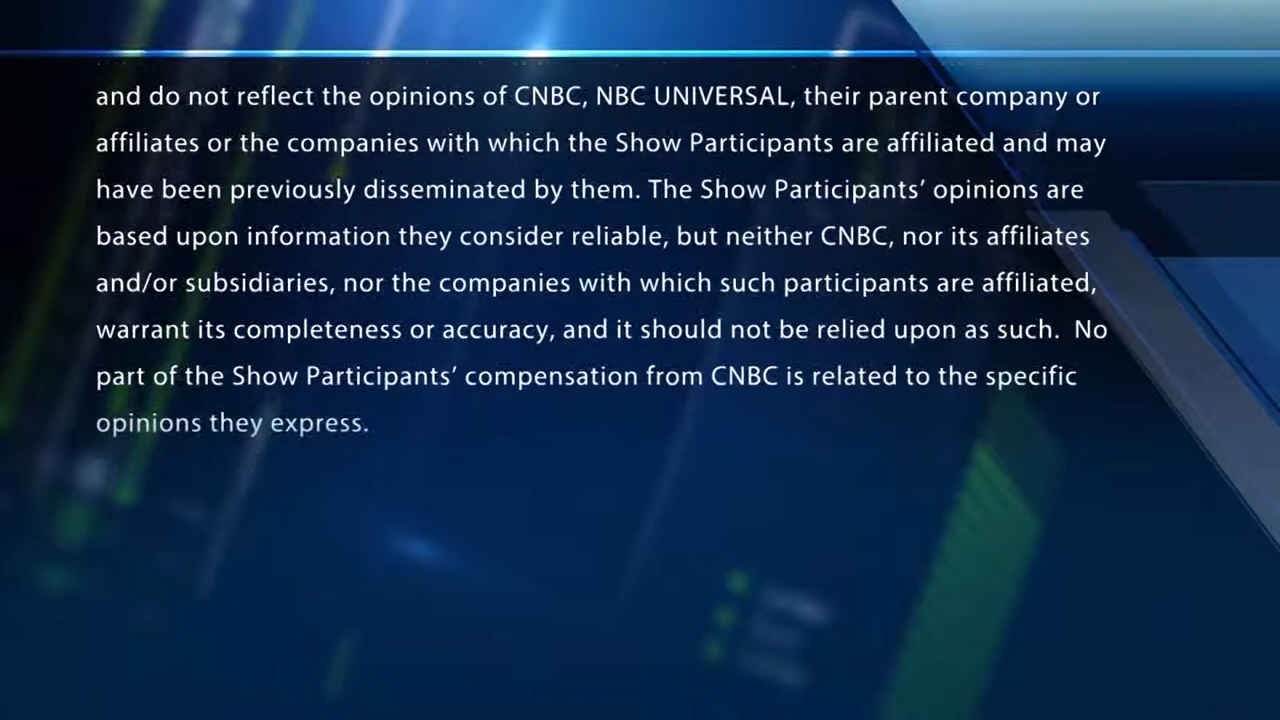 and do not reflect the opinions of CNBC, NBC UNIVERSAL, their parent company or
affiliates or the companies with which the Show Participants are affiliated and may
have been previously disseminated by them. The Show Participants’ opinions are
based upon information they consider reliable, but neither CNBC, nor its affiliates
and/or subsidiaries, nor the companies with which such participants are affiliated,
warrant its completeness or accuracy, and it should not be relied upon as such.  No
part of the Show Participants’ compensation from CNBC is related to the specific
opinions they express.